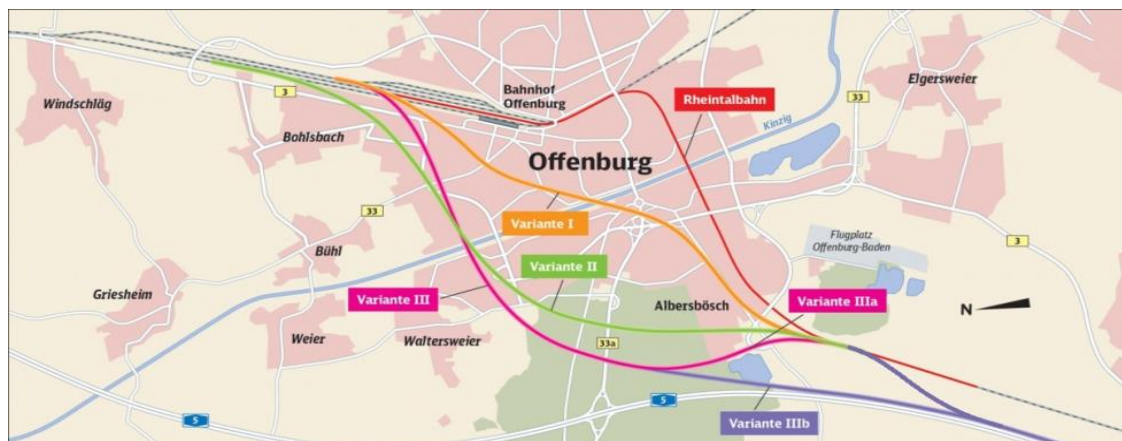 Windschläg
3
Bohlsbach
Bahnhof
Offenburg
Rheintalbahn
33
Elgersweier
Kinzig
Offenburg
33
Variante I
Bühl
Variante II
Flugplatz
Offenburg-Baden
3
Griesheim
Variante III
Albersbösch
Variante IIIa
N
Weier
Waltersweier
33a
5
5
Variante IIIb